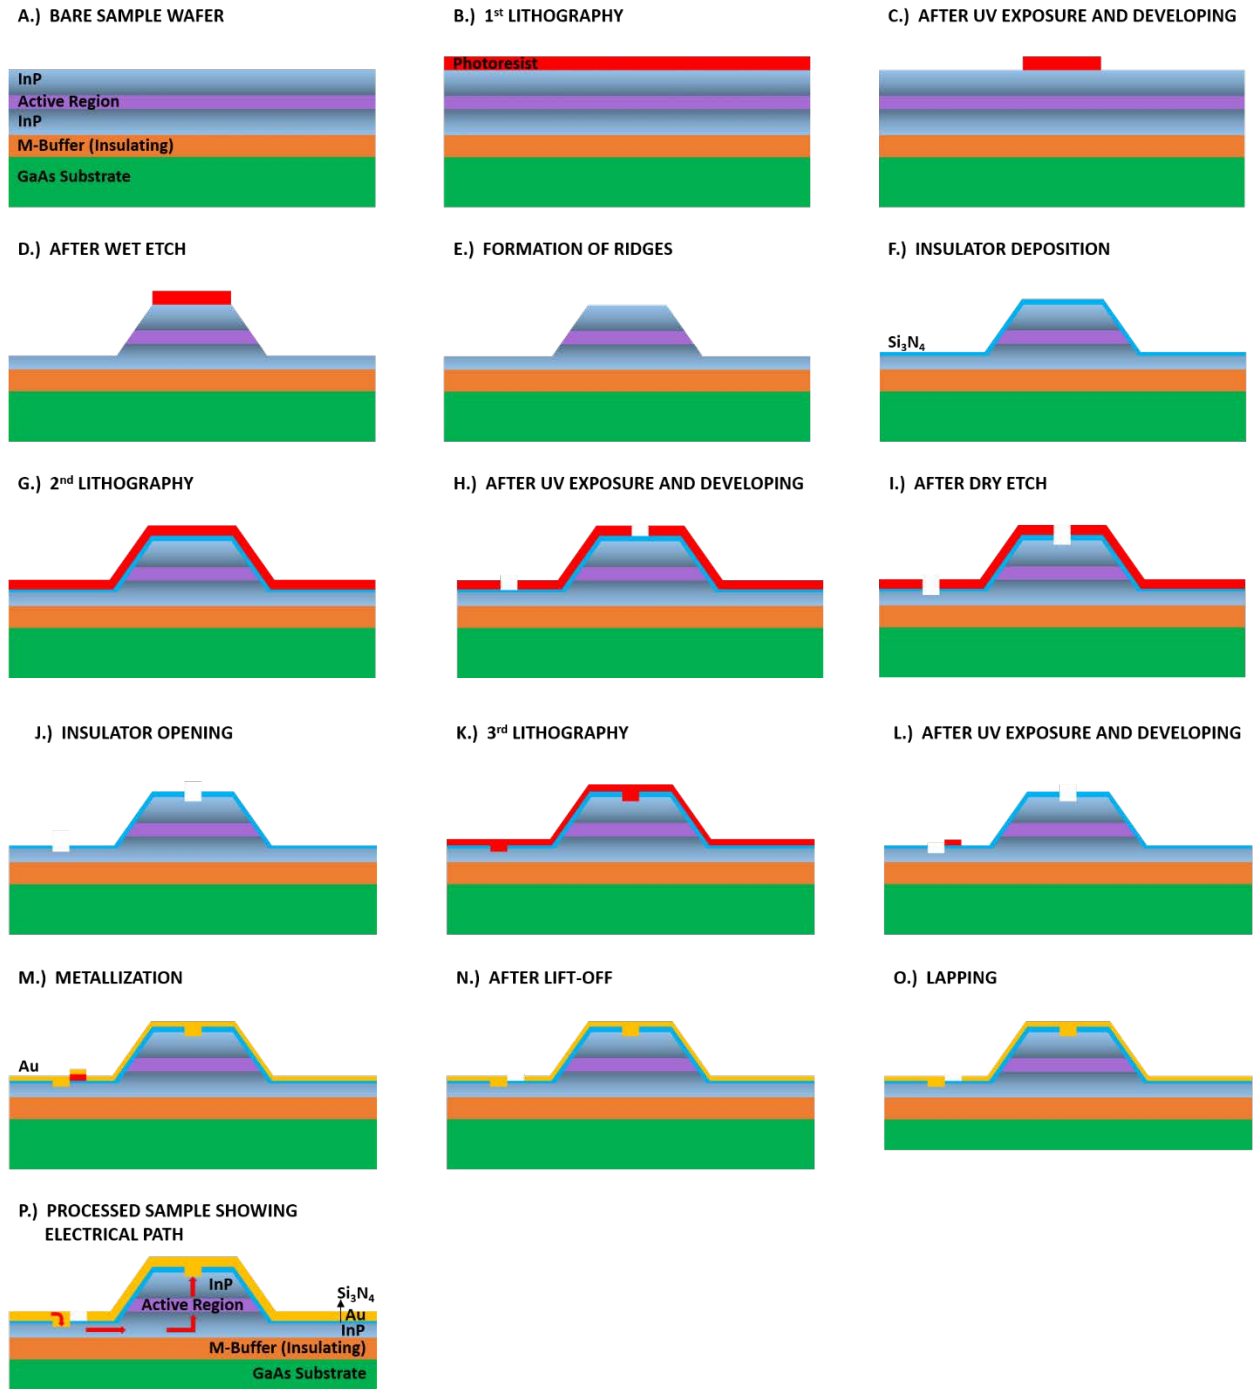 A.) BARE SAMPLE WAFER
InP
Active Region
InP
M-Buffer (Insulating)
GaAs Substrate
B.) 1st LITHOGRAPHY
Photoresist
C.) AFTER UV EXPOSURE AND DEVELOPING
D.) AFTER WET ETCH
E.) FORMATION OF RIDGES
F.) INSULATOR DEPOSITION
Si3N4
G.) 2nd LITHOGRAPHY
H.) AFTER UV EXPOSURE AND DEVELOPING
I.) AFTER DRY ETCH
J.) INSULATOR OPENING
K.) 3rd LITHOGRAPHY
L.) AFTER UV EXPOSURE AND DEVELOPING
M.) METALLIZATION
Au
N.) AFTER LIFT-OFF
O.) LAPPING
P.) PROCESSED SAMPLE SHOWING
ELECTRICAL PATH
InP
Active Region
Si3N4
Au
InP
M-Buffer (Insulating)
GaAs Substrate